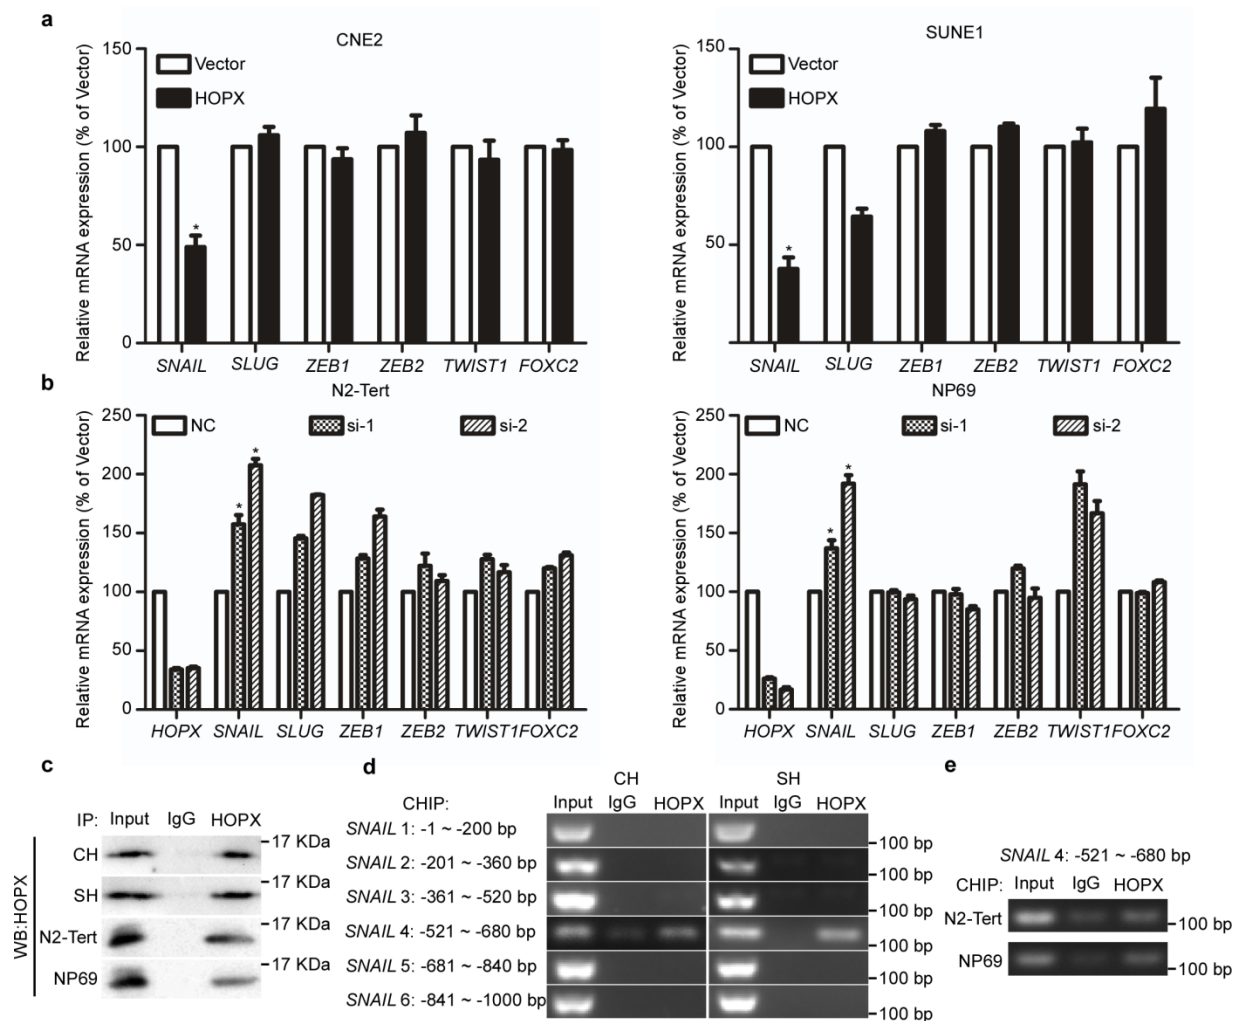 a
CNE2
Relative mRNA expression (% of Vector)
150
100
50
0
Vector
HOPX
*
SNAIL SLUG ZEB1 ZEB2 TWIST1 FOXC2
SUNE1
Relative mRNA expression (% of Vector)
150
100
50
Vector
HOPX
*
SNAIL SLUG ZEB1 ZEB2 TWIST1 FOXC2
b
N2-Tert
Relative mRNA expression (% of Vector)
250
200
150
100
50
0
NC si-1 si-2
* *
HOPX SNAIL SLUG ZEB1 ZEB2 TWIST1 FOXC2
NP69
Relative mRNA expression (% of Vector)
250
200
150
100
50
0
NC si-1 si-2
* *
HOPX SNAIL SLUG ZEB1 ZEB2 TWIST1 FOXC2
c
IP: Input IgG HOPX
WB:HOPX
CH 17 KDa
SH 17 KDa
N2-Tert 17 KDa
NP69 17 KDa
d
CH SH
CHIP: Input IgG HOPX Input IgG HOPX
SNAIL 1: -1 ~ -200 bp 100 bp
SNAIL 2: -201 ~ -360 bp 100 bp
SNAIL 3: -361 ~ -520 bp 100 bp
SNAIL 4: -521 ~ -680 bp 100 bp
SNAIL 5: -681 ~ -840 bp 100 bp
SNAIL 6: -841 ~ -1000 bp 100 bp
e
SNAIL 4: -521 ~ -680 bp
CHIP: Input IgG HOPX
N2-Tert 100 bp
NP69 100 bp